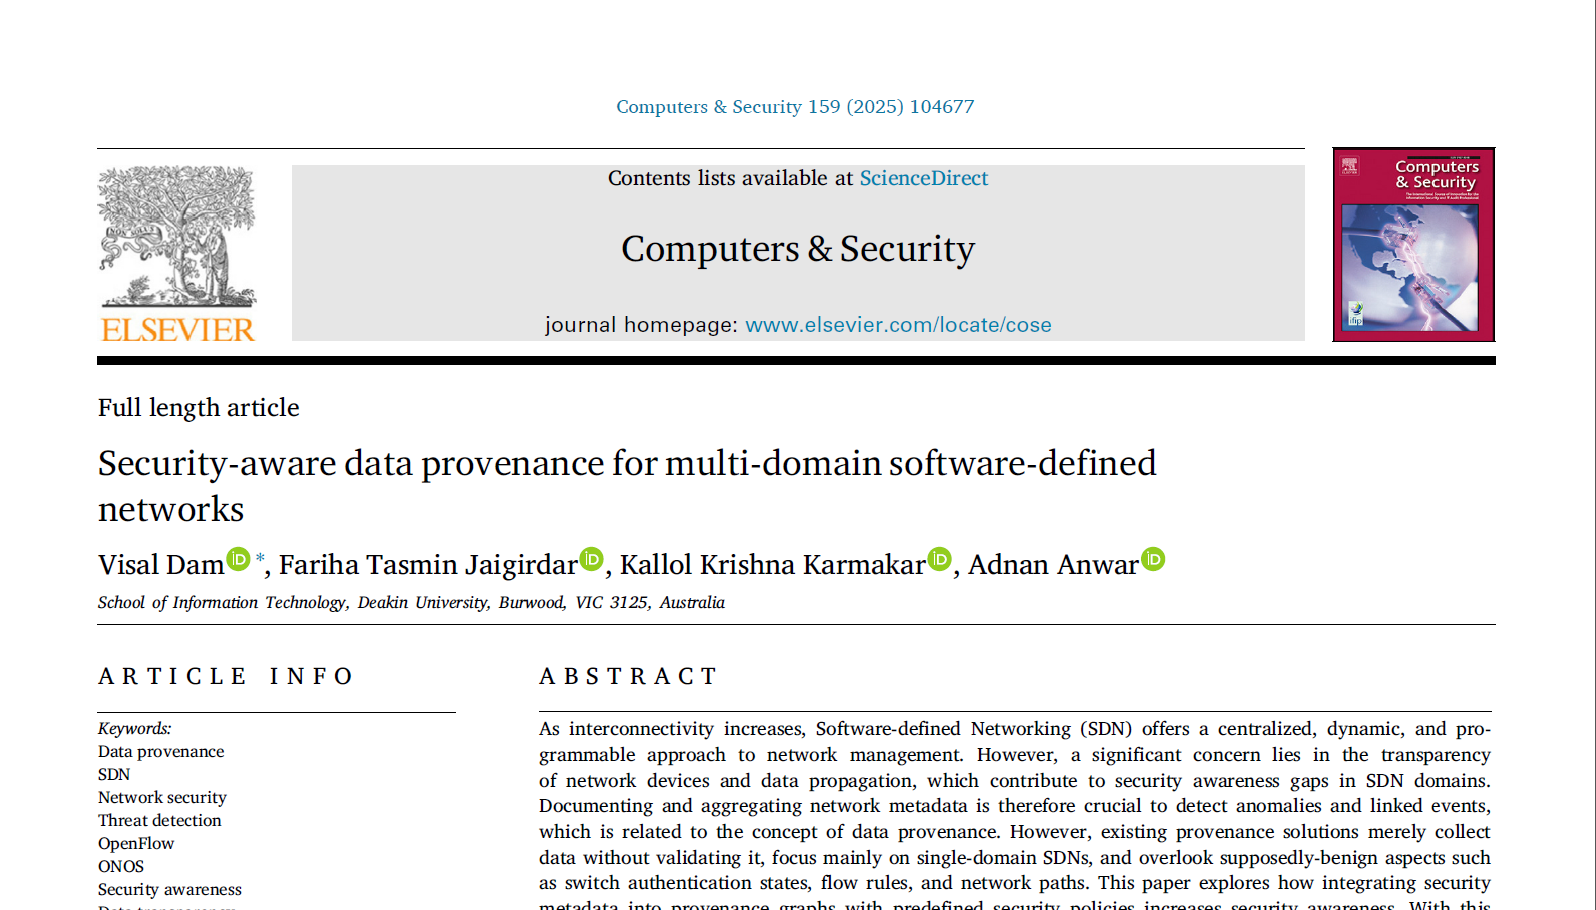 Computers & Security 159 (2025) 104677
Contents lists available at ScienceDirect
Computers & Security
journal homepage: www.elsevier.com/locate/cose
ELSEVIER
Computers
& Security
ifip
Full length article
Security-aware data provenance for multi-domain software-defined
networks
Visal Dam iD *, Fariha Tasmin Jaigirdar iD, Kallol Krishna Karmakar iD, Adnan Anwar iD
School of Information Technology, Deakin University, Burwood, VIC 3125, Australia
ARTICLE INFO
Keywords:
Data provenance
SDN
Network security
Threat detection
OpenFlow
ONOS
Security awareness
Data transparency
ABSTRACT
As interconnectivity increases, Software-defined Networking (SDN) offers a centralized, dynamic, and pro-
grammable approach to network management. However, a significant concern lies in the transparency
of network devices and data propagation, which contribute to security awareness gaps in SDN domains.
Documenting and aggregating network metadata is therefore crucial to detect anomalies and linked events,
which is related to the concept of data provenance. However, existing provenance solutions merely collect
data without validating it, focus mainly on single-domain SDNs, and overlook supposedly-benign aspects such
as switch authentication states, flow rules, and network paths. This paper explores how integrating security
metadata into provenance graphs with predefined security policies increases security awareness. With this